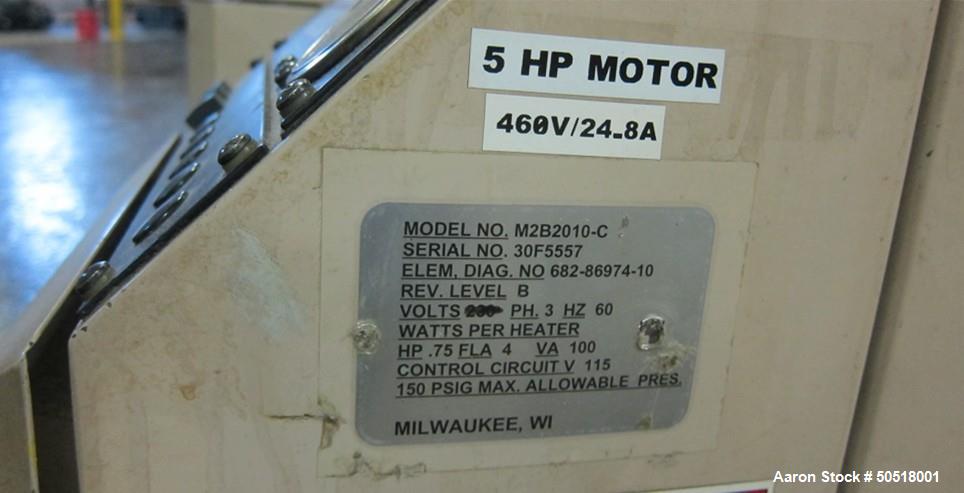 5 HP MOTOR
460V/24.8A
MODEL NO. M2B2010-C
SERIAL NO. 30F5557
ELEM, DIAG. NO 682-86974-10
REV. LEVEL B
VOLTS PH. 3 HZ 60
WATTS PER HEATER
HP .75 FLA 4 VA 100
CONTROL CIRCUIT V 115
150 PSIG MAX. ALLOWABLE PRES.
MILWAUKEE, WI
Aaron Stock # 50518001